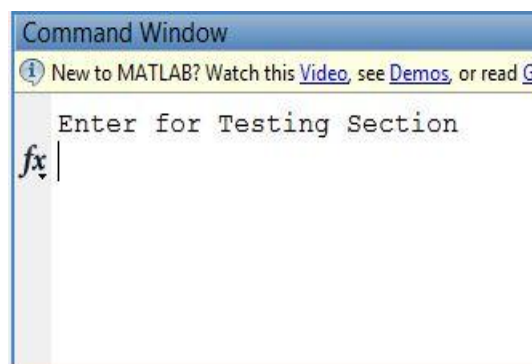 Command Window
New to MATLAB? Watch this Video, see Demos, or read G
Enter for Testing Section
fx